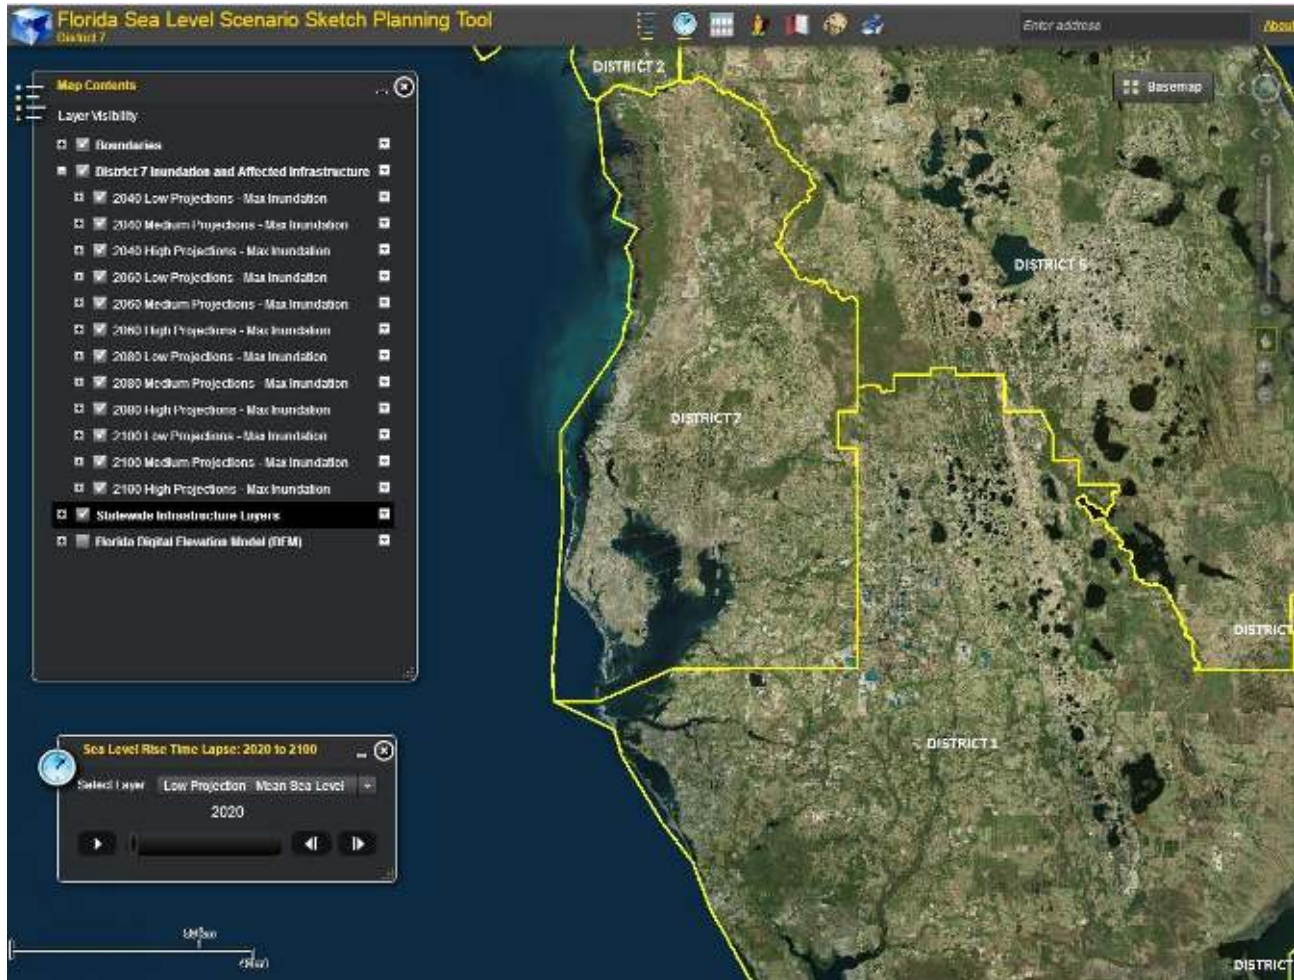 Florida Sea Level Scenario Sketch Planning Tool
District 7
Enter address
About
Map Contents
Layer Visibility
Boundaries
District 7 Inundation and Affected Infrastructure
2040 Low Projections - Max Inundation
2040 Medium Projections - Max Inundation
2040 High Projections - Max Inundation
2060 Low Projections - Max Inundation
2060 Medium Projections - Max Inundation
2060 High Projections - Max Inundation
2080 Low Projections - Max Inundation
2080 Medium Projections - Max Inundation
2080 High Projections - Max Inundation
2100 Low Projections - Max Inundation
2100 Medium Projections - Max Inundation
2100 High Projections - Max Inundation
Statewide Infrastructure Layers
Florida Digital Elevation Model (DEM)
DISTRICT 2
Basemap
DISTRICT 5
DISTRICT 7
DISTRICT
DISTRICT 1
DISTRICT
Sea Level Rise Time Lapse: 2020 to 2100
Select Layer
Low Projection - Mean Sea Level
2020